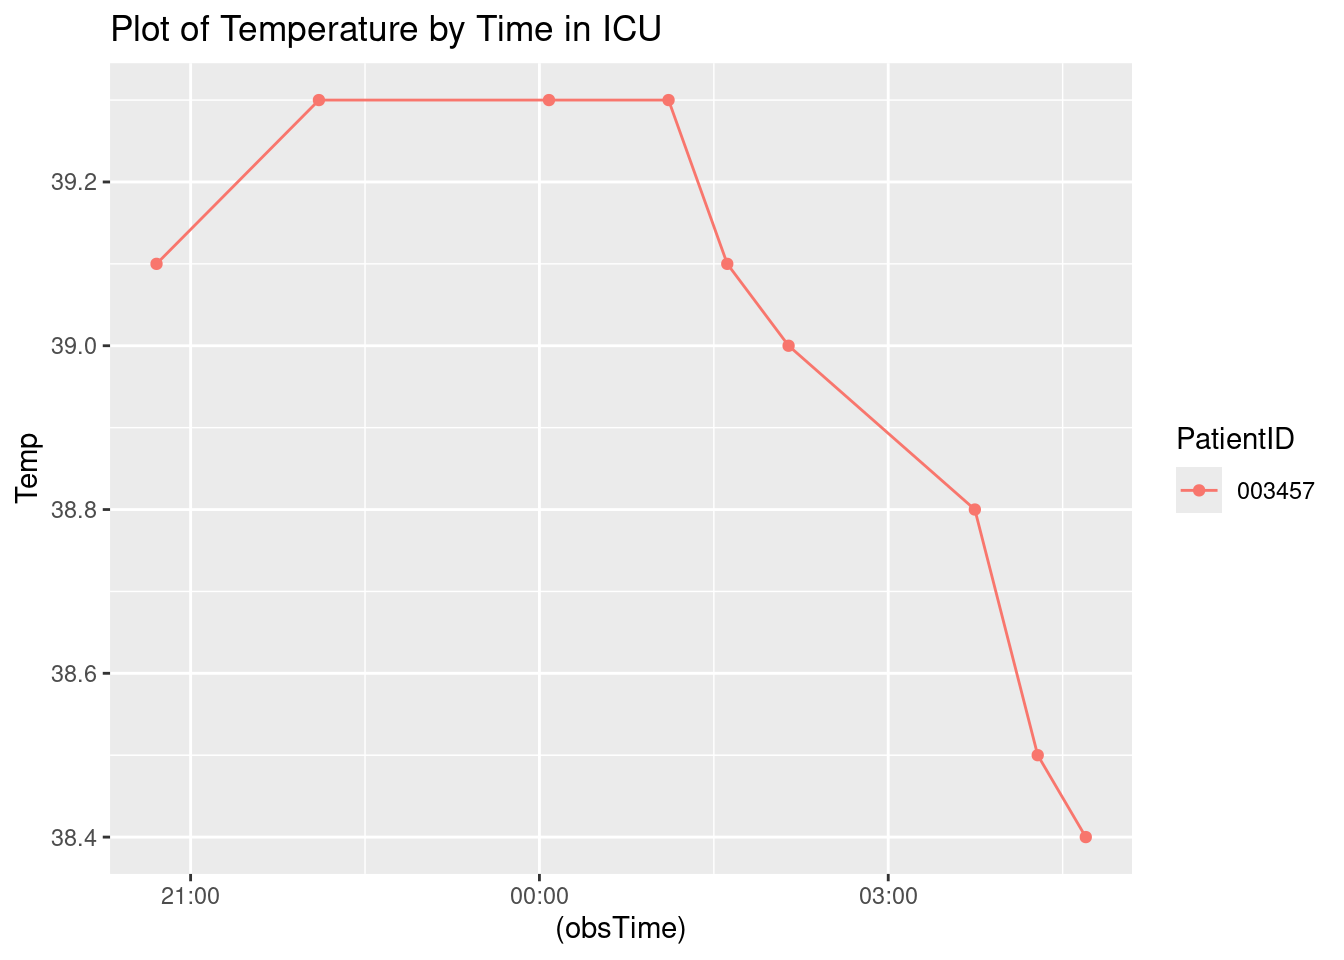 Plot of Temperature by Time in ICU
39.2
39.0
38.8
38.6
38.4
Temp
21:00 00:00 03:00
(obsTime)
PatientID
003457